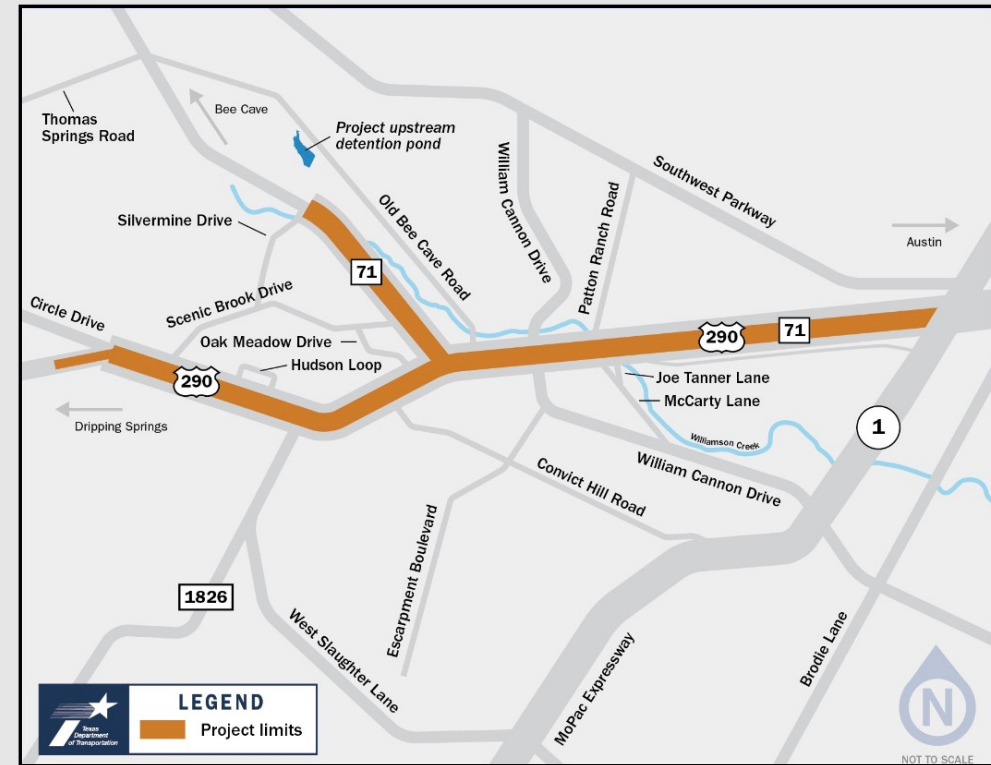 Thomas
Springs Road
Bee Cave
Project upstream
detention pond
William Cannon Drive
Southwest Parkway
Patton Ranch Road
Austin
Silvermine Drive
Old Bee Cave Road
71
Circle Drive
Scenic Brook Drive
Oak Meadow Drive
Hudson Loop
290
290
71
Joe Tanner Lane
McCarty Lane
Dripping Springs
Williamson Creek
1
William Cannon Drive
Convict Hill Road
Escarpment Boulevard
1826
West Slaughter Lane
MoPac Expressway
Brodie Lane
LEGEND
Project limits
Texas
Department
of Transportation
N
NOT TO SCALE